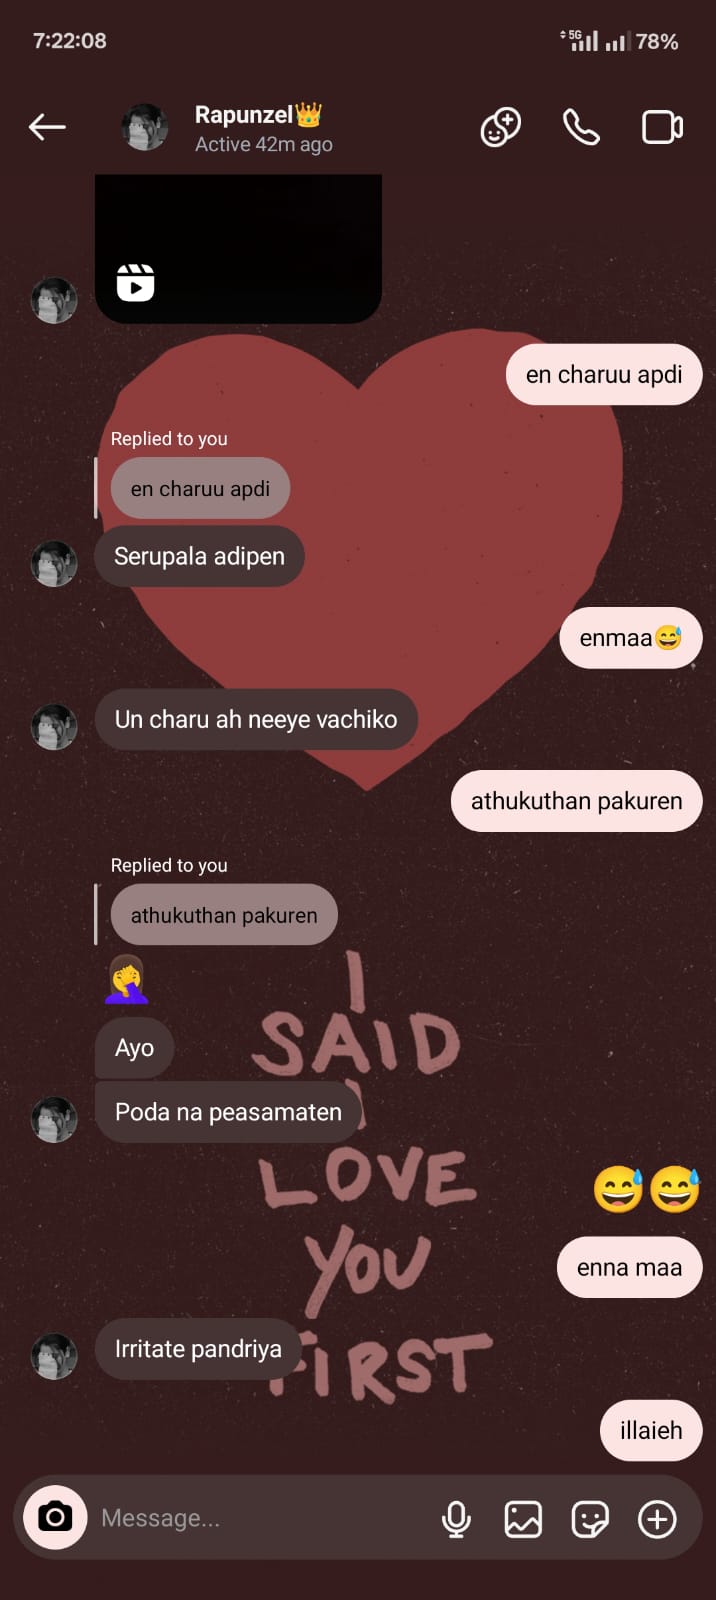 7:22:08
5G
78%
Rapunzel👑
Active 42m ago
en charuu apdi
Replied to you
en charuu apdi
Serupala adipen
enmaa😅
Un charu ah neeye vachiko
athukuthan pakuren
Replied to you
athukuthan pakuren
🤦‍♀️
Ayo
Poda na peasamaten
😅😅
enna maa
Irritate pandriya
illaieh
I
SAID
I
LOVE
YOU
FIRST
Message...